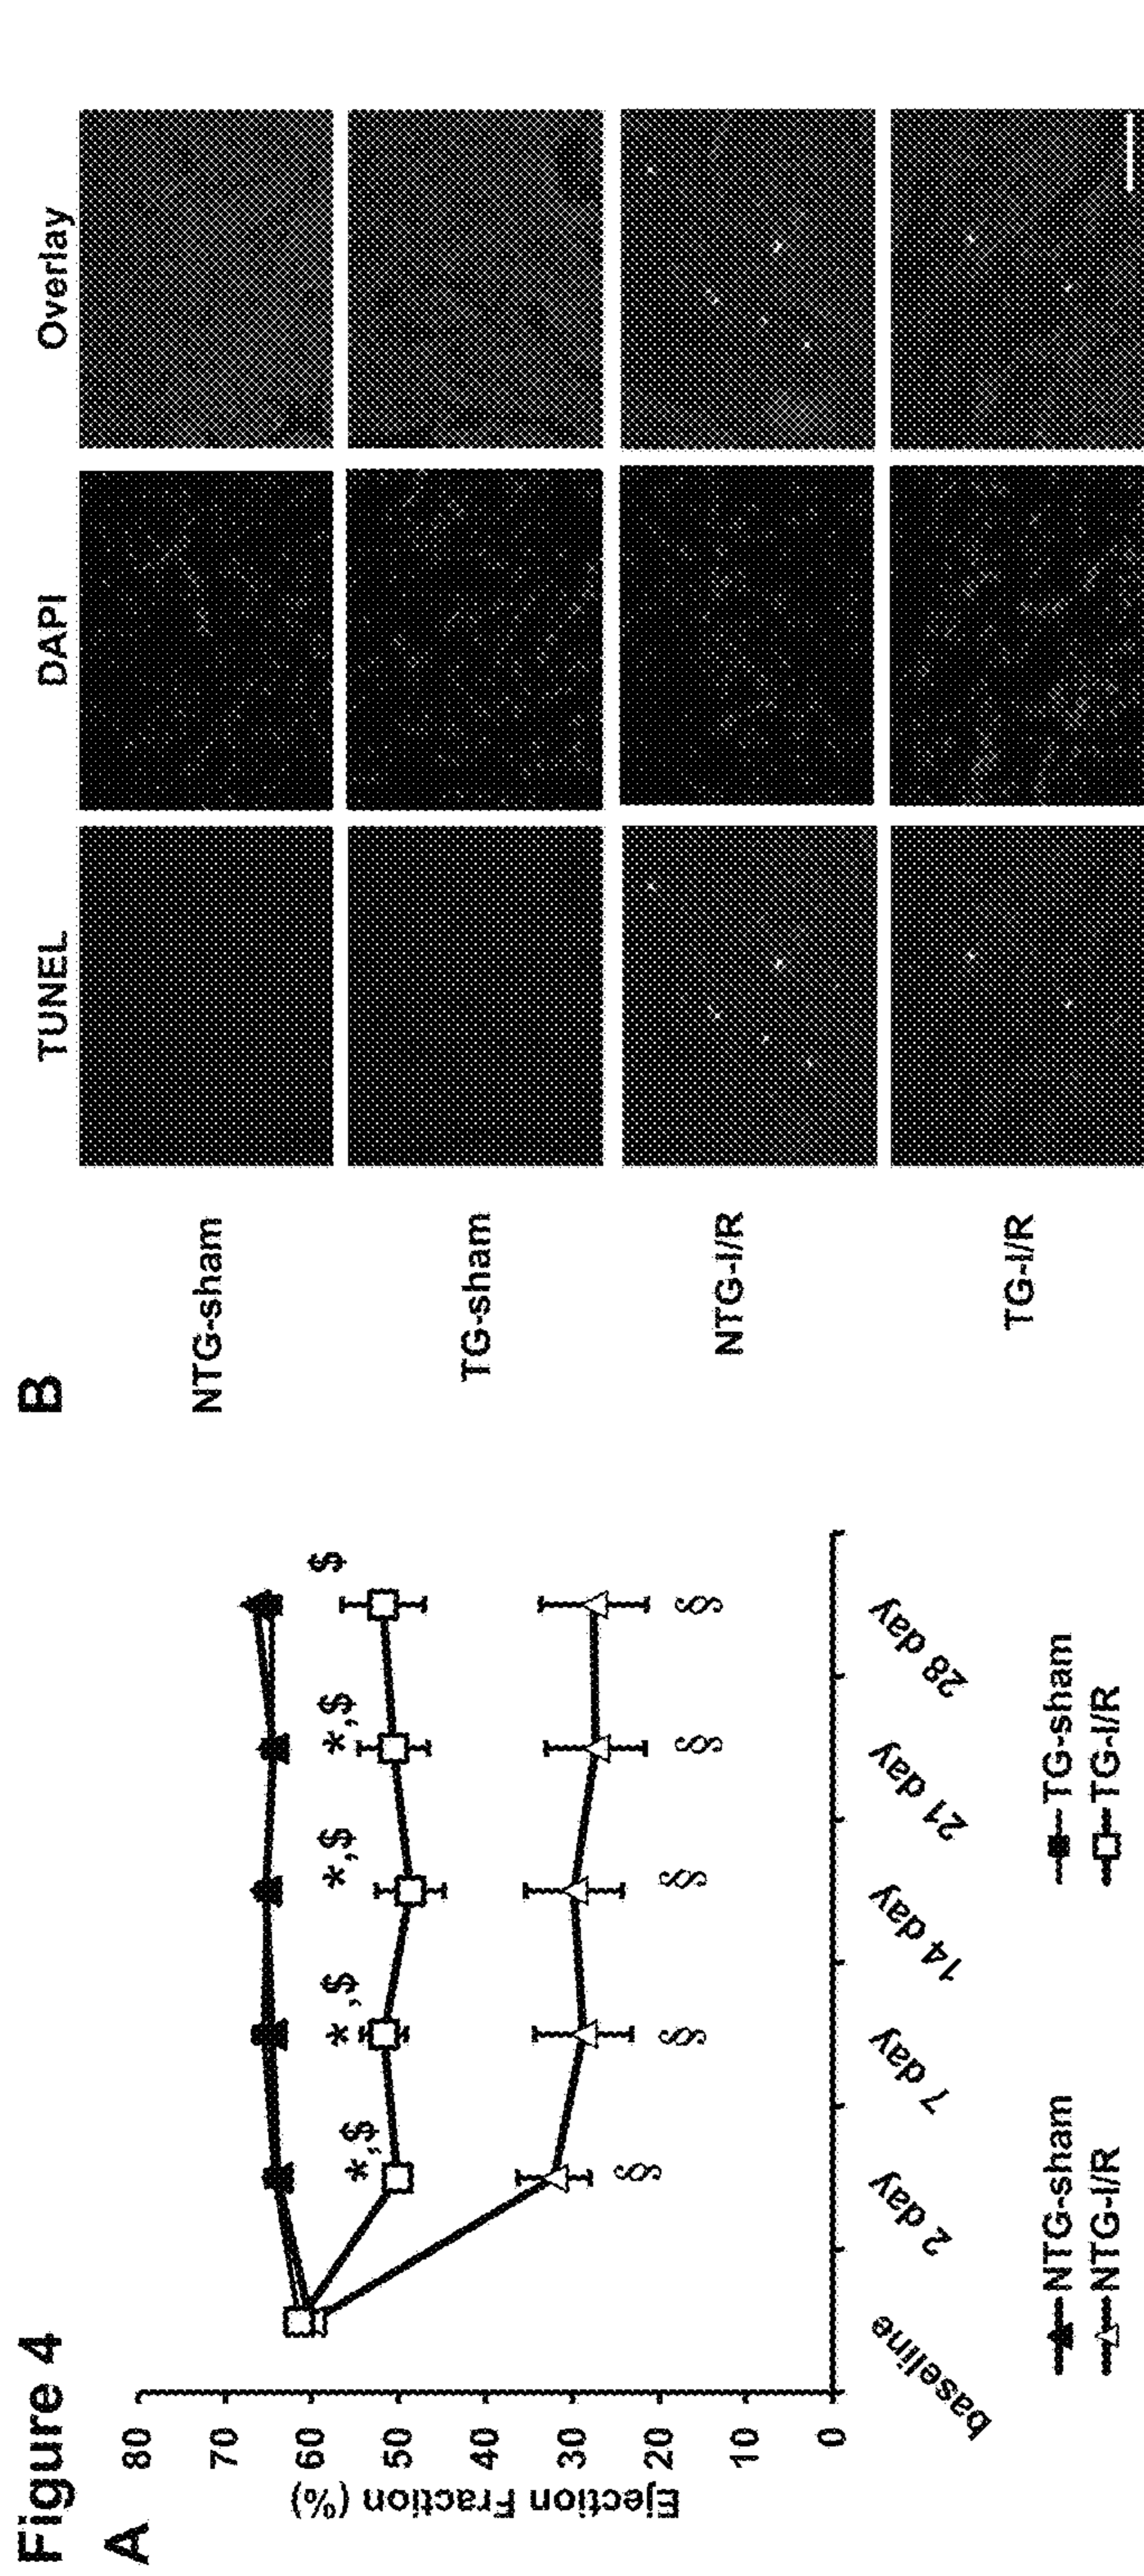 Figure 4
A
Ejection Fraction (%)
80
70
60
50
40
30
20
10
0
*,$
*,$
*,$
*,$
$
§
§
§
§
§
baseline
2 day
7 day
14 day
21 day
28 day
NTG-sham
TG-sham
NTG-I/R
TG-I/R
B
TUNEL
DAPI
Overlay
NTG-sham
TG-sham
NTG-I/R
TG-I/R